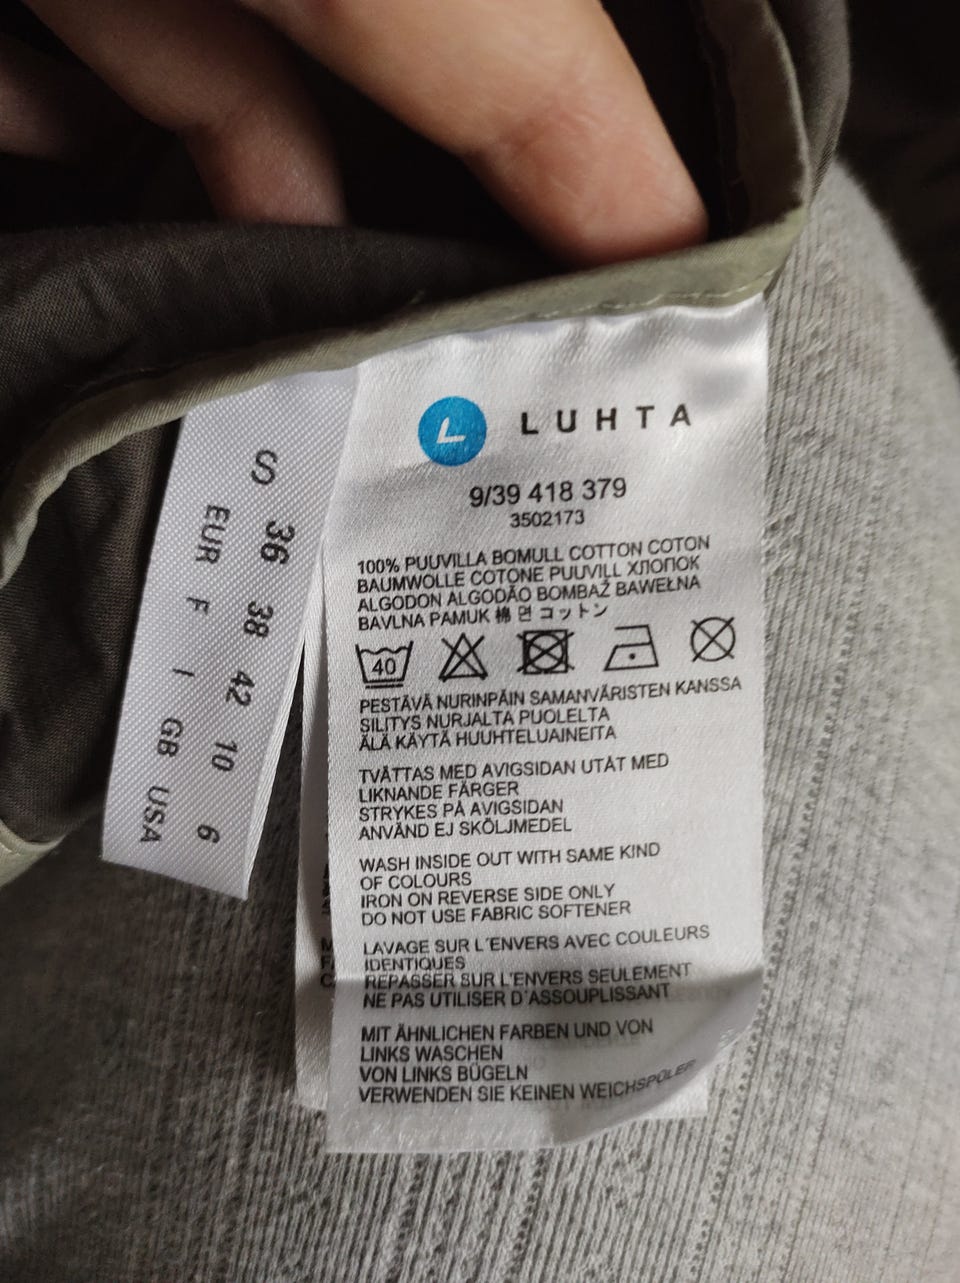 S
36 38 42 10 6
EUR F I GB USA
L LUHTA
9/39 418 379
3502173
100% PUUVILLA BOMULL COTTON COTON
BAUMWOLLE COTONE PUUVILL ХЛОПОК
ALGODON ALGODÃO BOMBAŽ BAWEŁNA
BAVLNA PAMUK 棉 면 コットン
40
PESTÄVÄ NURINPÄIN SAMANVÄRISTEN KANSSA
SILITYS NURJALTA PUOLELTA
ÄLÄ KÄYTÄ HUUHTELUAINEITA
TVÄTTAS MED AVIGSIDAN UTÅT MED
LIKNANDE FÄRGER
STRYKES PÅ AVIGSIDAN
ANVÄND EJ SKÖLJMEDEL
WASH INSIDE OUT WITH SAME KIND
OF COLOURS
IRON ON REVERSE SIDE ONLY
DO NOT USE FABRIC SOFTENER
LAVAGE SUR L´ENVERS AVEC COULEURS
IDENTIQUES
REPASSER SUR L´ENVERS SEULEMENT
NE PAS UTILISER D´ASSOUPLISSANT
MIT ÄHNLICHEN FARBEN UND VON
LINKS WASCHEN
VON LINKS BÜGELN
VERWENDEN SIE KEINEN WEICHSPÜLER